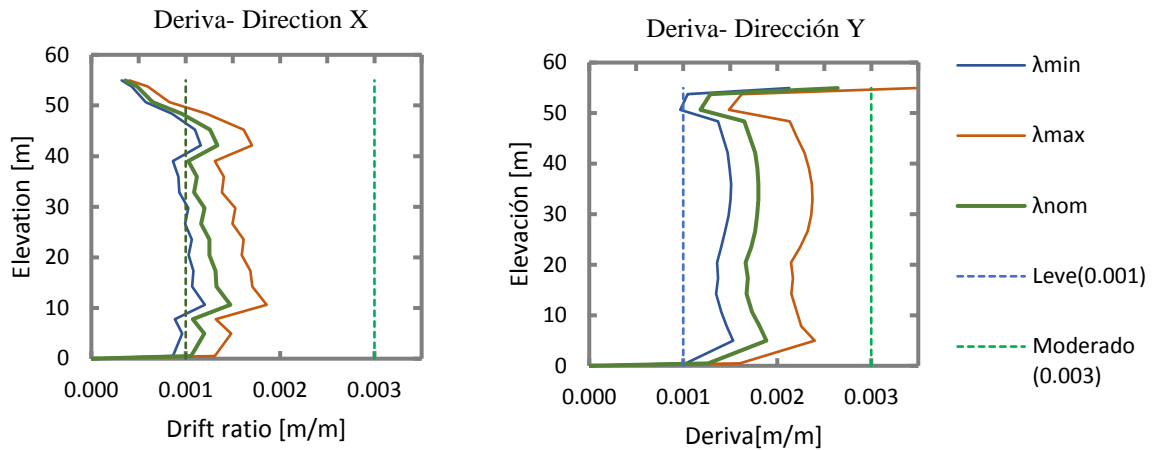 Deriva- Direction X
60
50
40
30
20
10
0
Elevation [m]
0.000 0.001 0.002 0.003
Drift ratio [m/m]
Deriva- Dirección Y
60
50
40
30
20
10
0
Elevación [m]
0.000 0.001 0.002 0.003
Deriva[m/m]
λmin
λmax
λnom
Leve(0.001)
Moderado
(0.003)